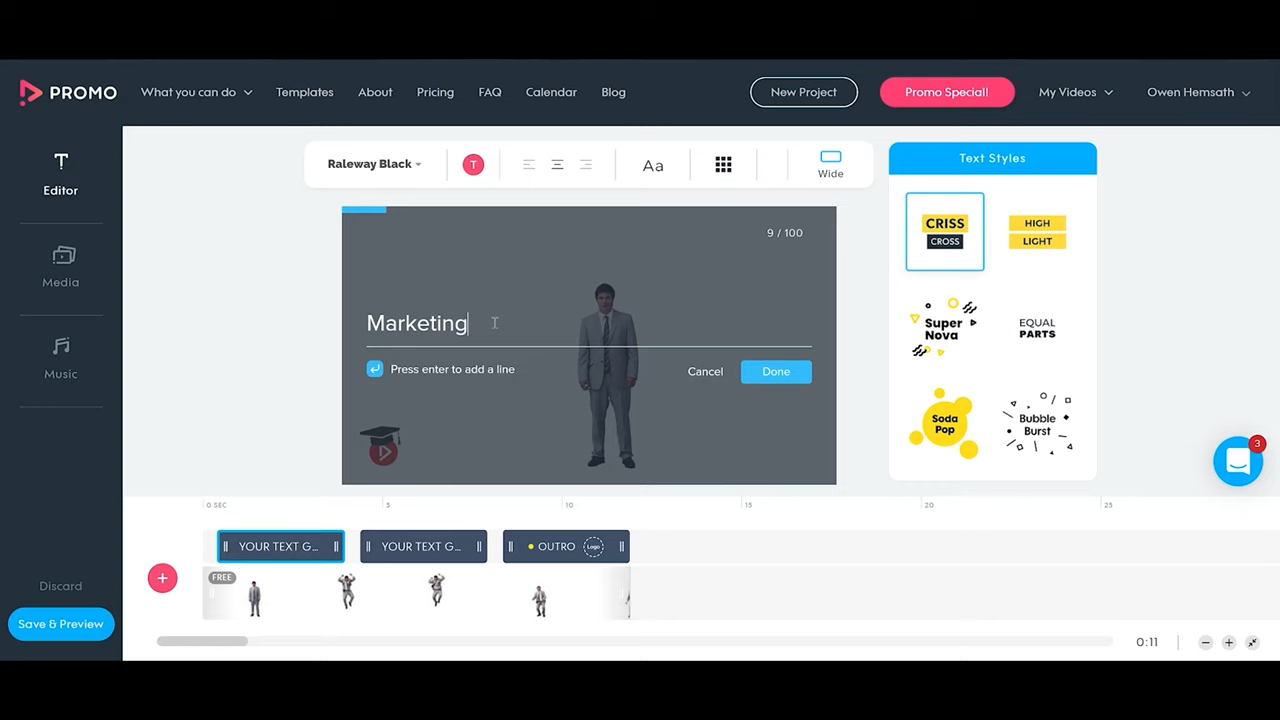 PROMO
What you can do
Templates
About
Pricing
FAQ
Calendar
Blog
New Project
Promo Special!
My Videos
Owen Hemsath
T
Editor
Media
Music
Discard
Save & Preview
Raleway Black
T
Aa
Wide
Text Styles
CRISS
CROSS
HIGH
LIGHT
Super
Nova
EQUAL
PARTS
Soda
Pop
Bubble
Burst
9 / 100
Marketing
Press enter to add a line
Cancel
Done
3
0 SEC
5
10
15
20
25
YOUR TEXT G...
YOUR TEXT G...
OUTRO
Logo
FREE
0:11